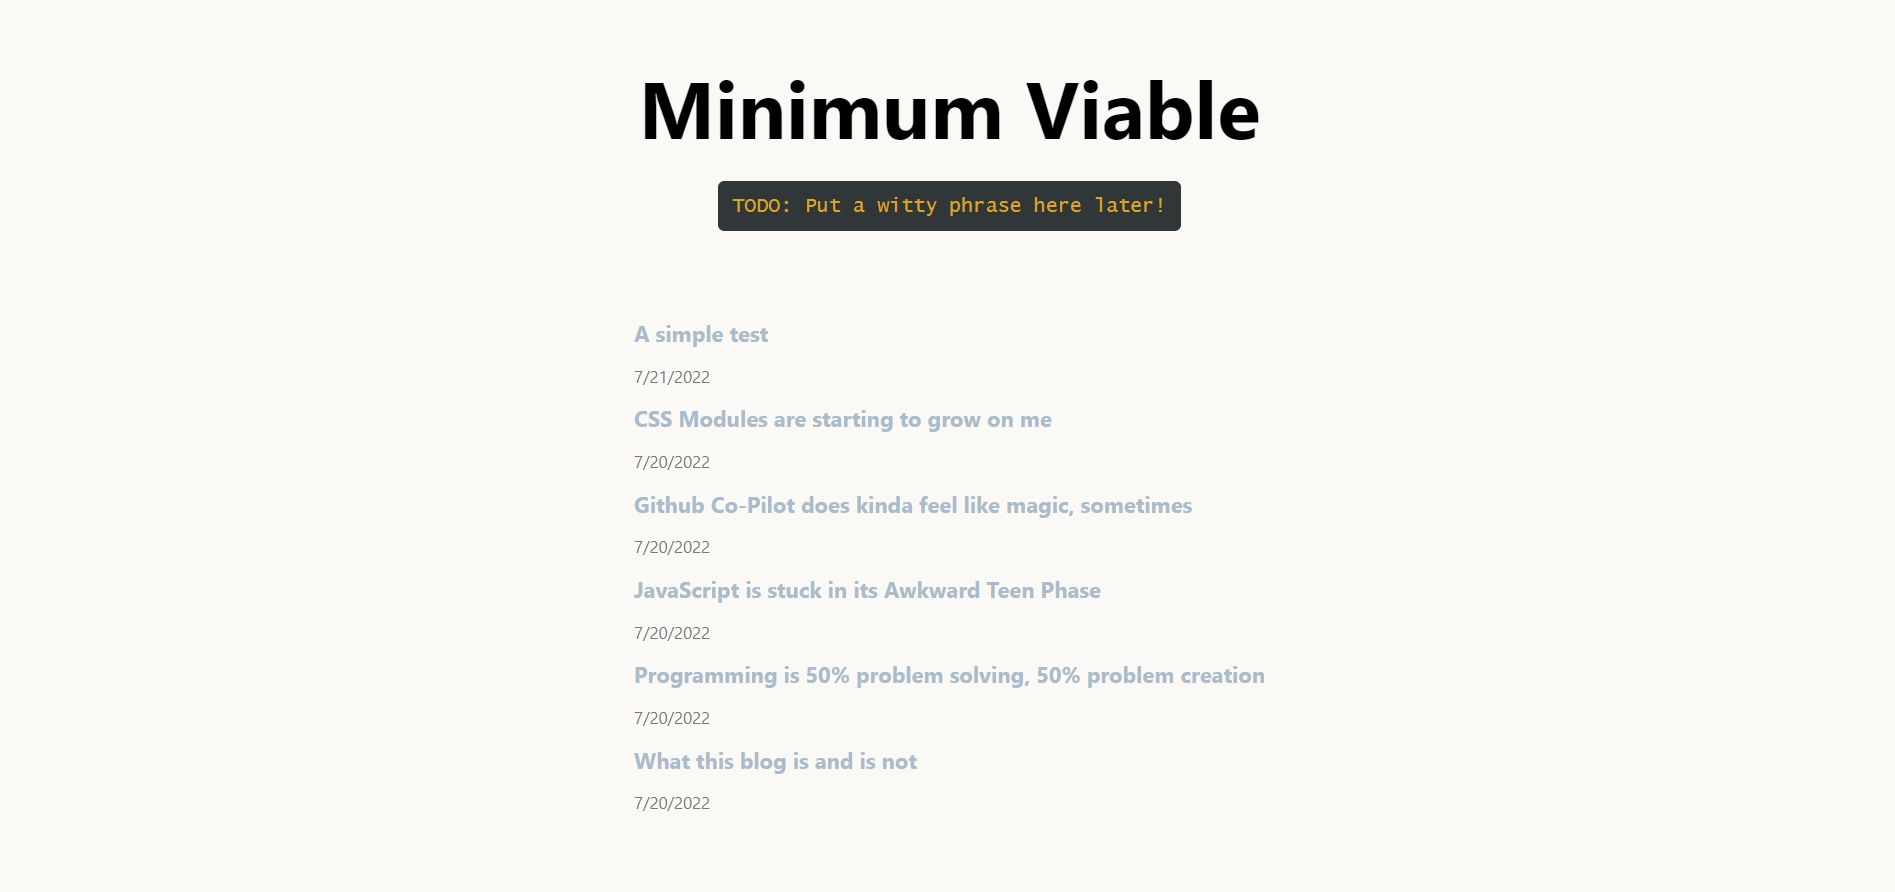 Minimum Viable
TODO: Put a witty phrase here later!
A simple test
7/21/2022
CSS Modules are starting to grow on me
7/20/2022
Github Co-Pilot does kinda feel like magic, sometimes
7/20/2022
JavaScript is stuck in its Awkward Teen Phase
7/20/2022
Programming is 50% problem solving, 50% problem creation
7/20/2022
What this blog is and is not
7/20/2022